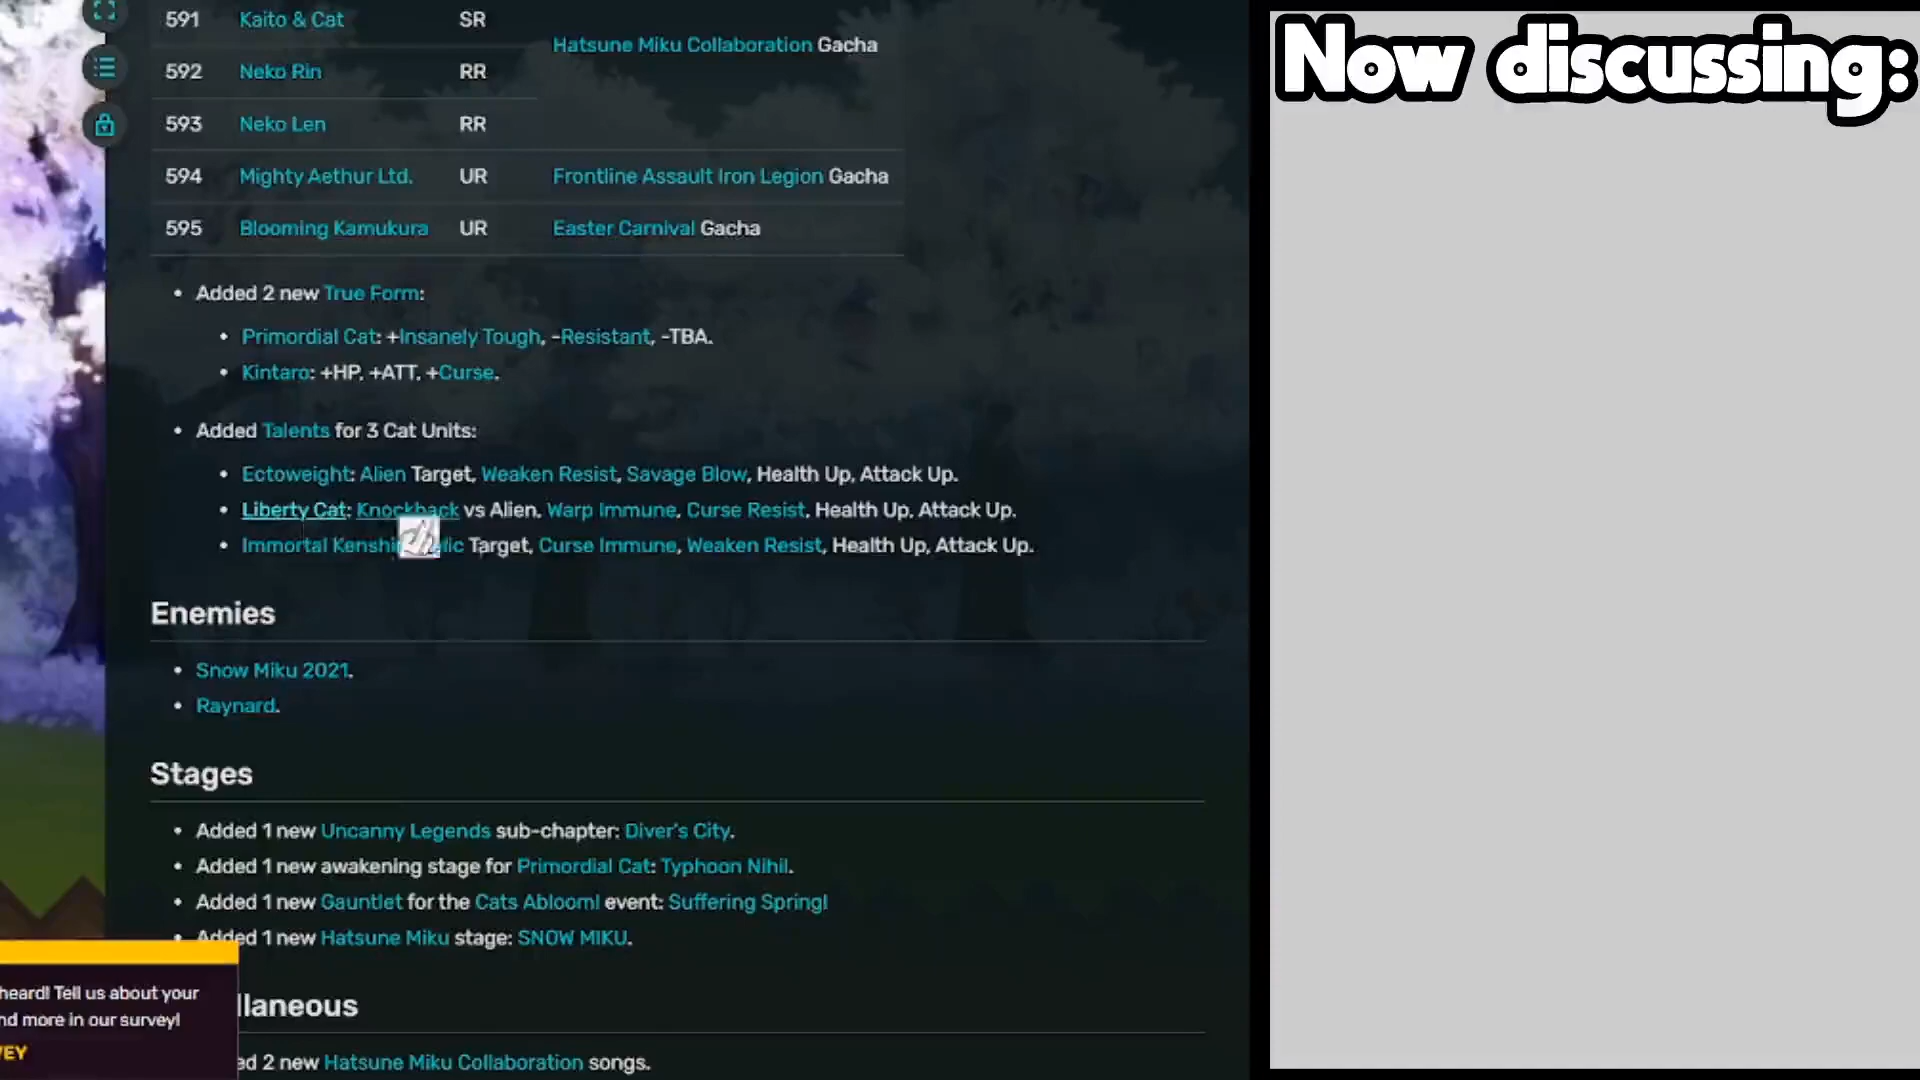 591 Kaito & Cat SR
Hatsune Miku Collaboration Gacha
592 Neko Rin RR
593 Neko Len RR
594 Mighty Aethur Ltd. UR Frontline Assault Iron Legion Gacha
595 Blooming Kamukura UR Easter Carnival Gacha
• Added 2 new True Form:
• Primordial Cat: +Insanely Tough, -Resistant, -TBA.
• Kintaro: +HP, +ATT, +Curse.
• Added Talents for 3 Cat Units:
• Ectoweight: Alien Target, Weaken Resist, Savage Blow, Health Up, Attack Up.
• Liberty Cat: Knockback vs Alien, Warp Immune, Curse Resist, Health Up, Attack Up.
• Immortal Kenshin Target, Curse Immune, Weaken Resist, Health Up, Attack Up.
Enemies
• Snow Miku 2021.
• Raynard.
Stages
• Added 1 new Uncanny Legends sub-chapter: Diver's City.
• Added 1 new awakening stage for Primordial Cat: Typhoon Nihil.
• Added 1 new Gauntlet for the Cats Abloom! event: Suffering Spring!
• Added 1 new Hatsune Miku stage: SNOW MIKU.
llaneous
ed 2 new Hatsune Miku Collaboration songs.
heard! Tell us about your
nd more in our survey!
VEY
Now discussing: